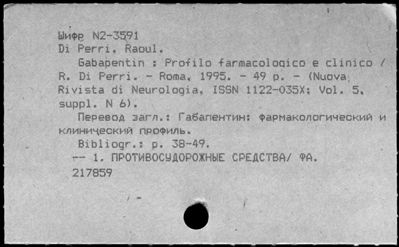 Шифр N2-3591
Di Perri, Raoul.
Gabapentin : Profilo farmacologico e clinico /
R. Di Perri. - Roma, 1995. - 49 p. - (Nuova
Rivista di Neurologia, ISSN 1122-035X; Vol. 5,
suppl. N 6).
Перевод загл.: Габапентин: фармакологический и
клинический профиль.
Bibliogr.: p. 38-49.
-- 1. ПРОТИВОСУДОРОЖНЫЕ СРЕДСТВА/ ФА.
217859